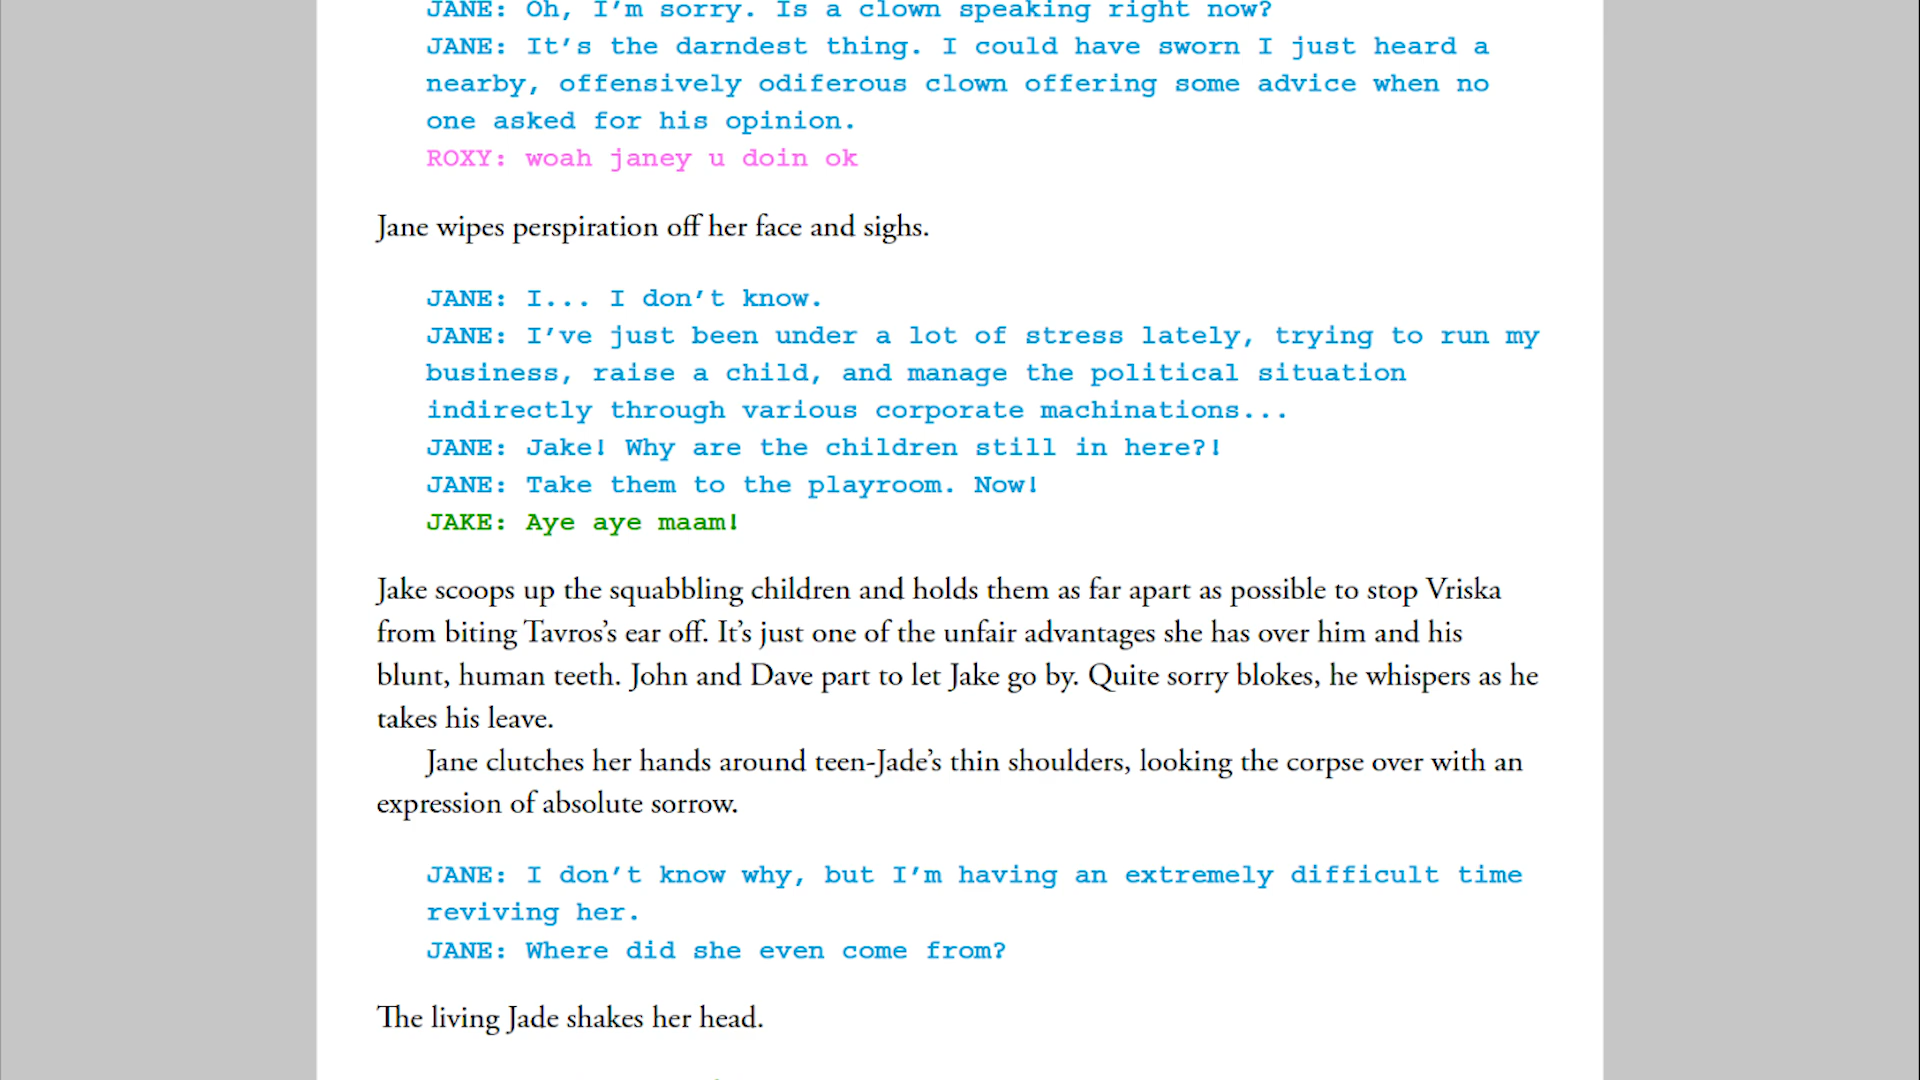 JANE: Oh, I’m sorry. Is a clown speaking right now?
JANE: It’s the darndest thing. I could have sworn I just heard a
nearby, offensively odiferous clown offering some advice when no
one asked for his opinion.
ROXY: woah janey u doin ok
Jane wipes perspiration off her face and sighs.
JANE: I... I don’t know.
JANE: I’ve just been under a lot of stress lately, trying to run my
business, raise a child, and manage the political situation
indirectly through various corporate machinations...
JANE: Jake! Why are the children still in here?!
JANE: Take them to the playroom. Now!
JAKE: Aye aye maam!
Jake scoops up the squabbling children and holds them as far apart as possible to stop Vriska
from biting Tavros’s ear off. It’s just one of the unfair advantages she has over him and his
blunt, human teeth. John and Dave part to let Jake go by. Quite sorry blokes, he whispers as he
takes his leave.
Jane clutches her hands around teen-Jade’s thin shoulders, looking the corpse over with an
expression of absolute sorrow.
JANE: I don’t know why, but I’m having an extremely difficult time
reviving her.
JANE: Where did she even come from?
The living Jade shakes her head.